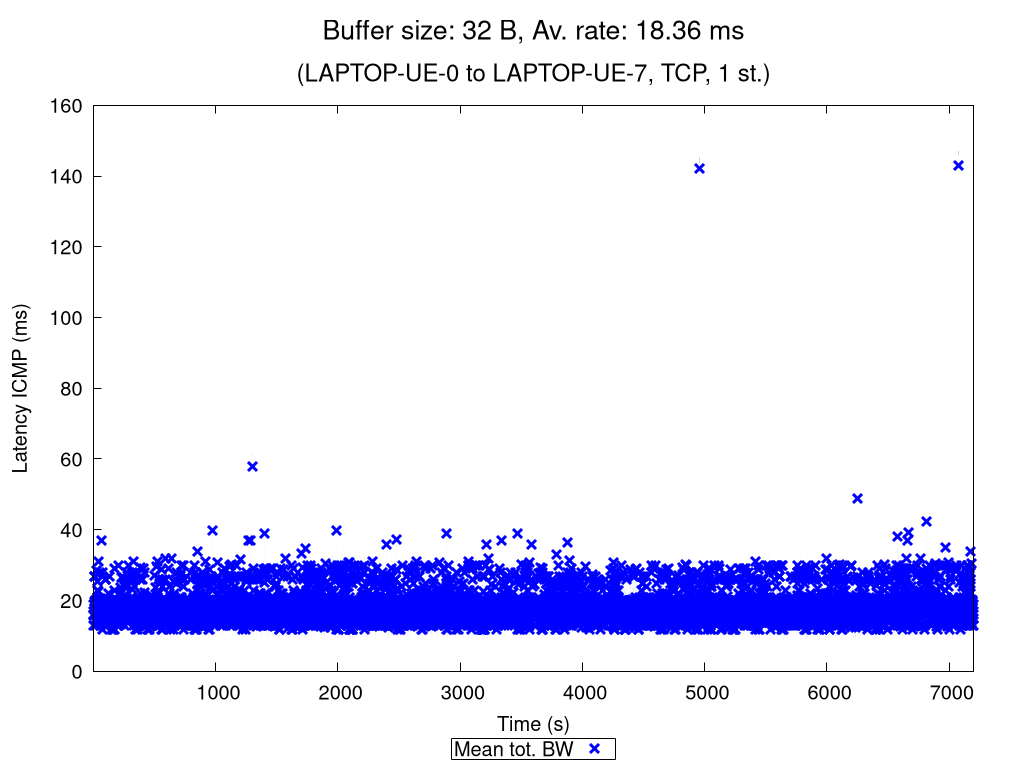 Buffer size: 32 B, Av. rate: 18.36 ms
(LAPTOP-UE-0 to LAPTOP-UE-7, TCP, 1 st.)
160
140
120
100
80
60
40
20
0
Latency ICMP (ms)
1000 2000 3000 4000 5000 6000 7000
Time (s)
Mean tot. BW